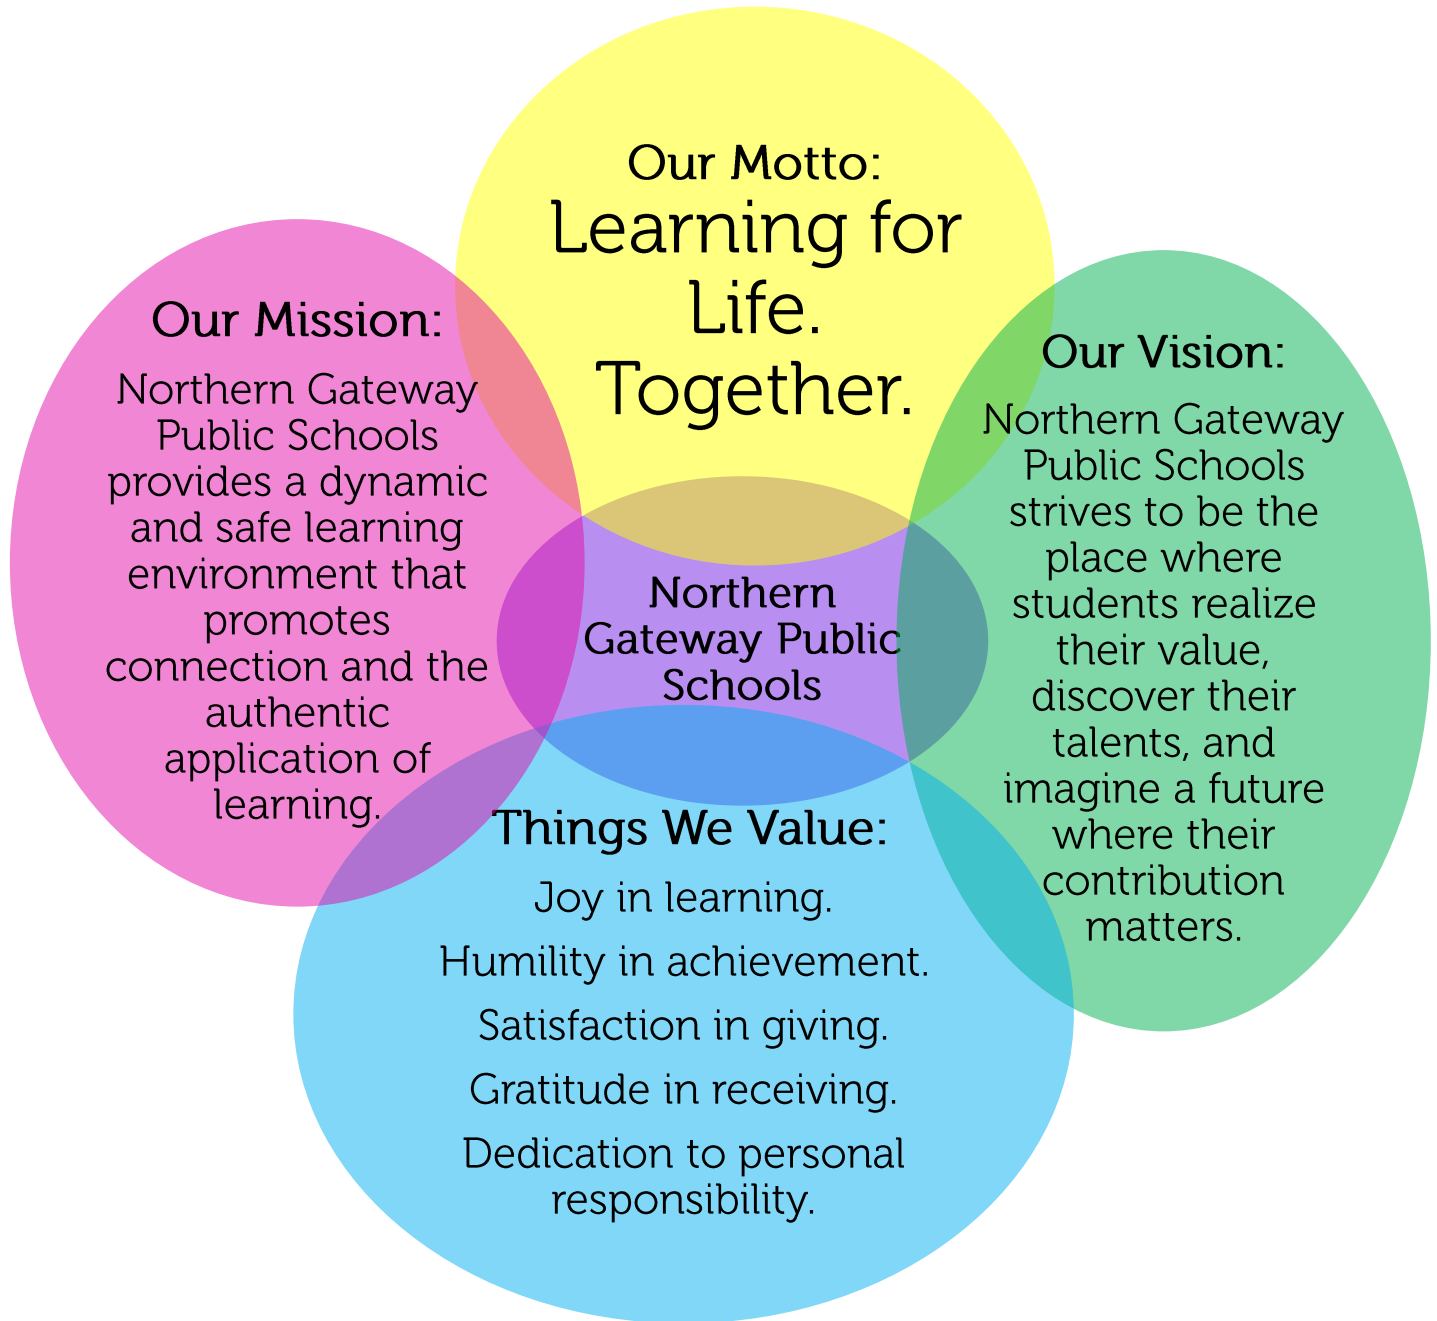 Our Motto:
Learning for
Life.
Together.
Our Mission:
Northern Gateway
Public Schools
provides a dynamic
and safe learning
environment that
promotes
connection and the
authentic
application of
learning.
Our Vision:
Northern Gateway
Public Schools
strives to be the
place where
students realize
their value,
discover their
talents, and
imagine a future
where their
contribution
matters.
Northern
Gateway Public
Schools
Things We Value:
Joy in learning.
Humility in achievement.
Satisfaction in giving.
Gratitude in receiving.
Dedication to personal
responsibility.